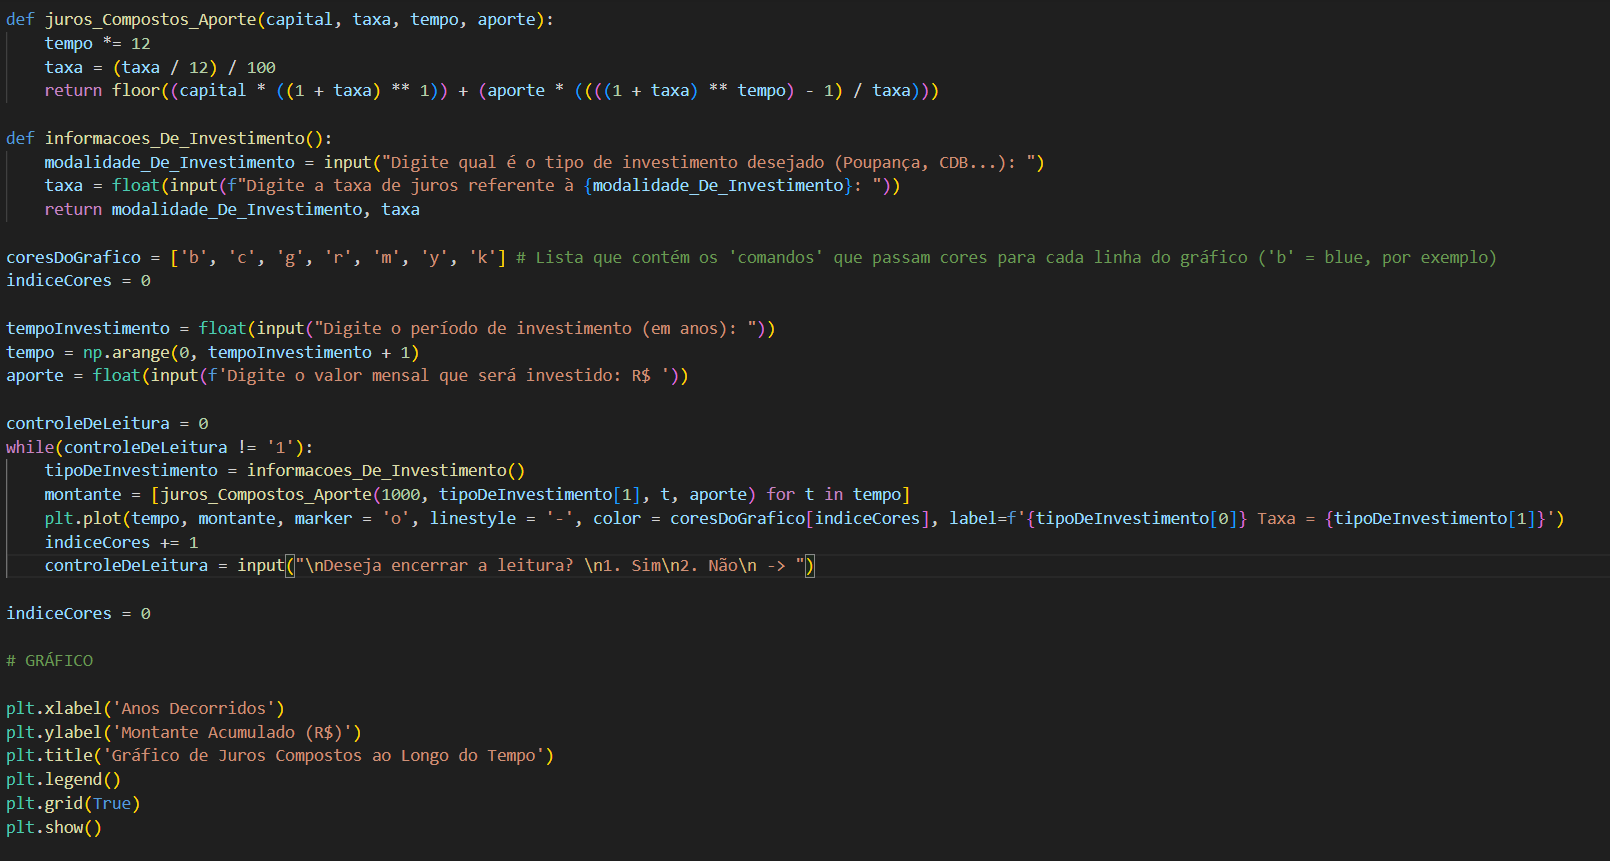 def juros_Compostos_Aporte(capital, taxa, tempo, aporte):
    tempo *= 12
    taxa = (taxa / 12) / 100
    return floor((capital * ((1 + taxa) ** 1)) + (aporte * ((((1 + taxa) ** tempo) - 1) / taxa)))

def informacoes_De_Investimento():
    modalidade_De_Investimento = input("Digite qual é o tipo de investimento desejado (Poupança, CDB...): ")
    taxa = float(input(f"Digite a taxa de juros referente à {modalidade_De_Investimento}: "))
    return modalidade_De_Investimento, taxa

coresDoGrafico = ['b', 'c', 'g', 'r', 'm', 'y', 'k'] # Lista que contém os 'comandos' que passam cores para cada linha do gráfico ('b' = blue, por exemplo)
indiceCores = 0

tempoInvestimento = float(input("Digite o período de investimento (em anos): "))
tempo = np.arange(0, tempoInvestimento + 1)
aporte = float(input(f'Digite o valor mensal que será investido: R$ '))

controleDeLeitura = 0
while(controleDeLeitura != '1'):
    tipoDeInvestimento = informacoes_De_Investimento()
    montante = [juros_Compostos_Aporte(1000, tipoDeInvestimento[1], t, aporte) for t in tempo]
    plt.plot(tempo, montante, marker = 'o', linestyle = '-', color = coresDoGrafico[indiceCores], label=f'{tipoDeInvestimento[0]} Taxa = {tipoDeInvestimento[1]}')
    indiceCores += 1
    controleDeLeitura = input("\nDeseja encerrar a leitura? \n1. Sim\n2. Não\n -> ")

indiceCores = 0

# GRÁFICO

plt.xlabel('Anos Decorridos')
plt.ylabel('Montante Acumulado (R$)')
plt.title('Gráfico de Juros Compostos ao Longo do Tempo')
plt.legend()
plt.grid(True)
plt.show()